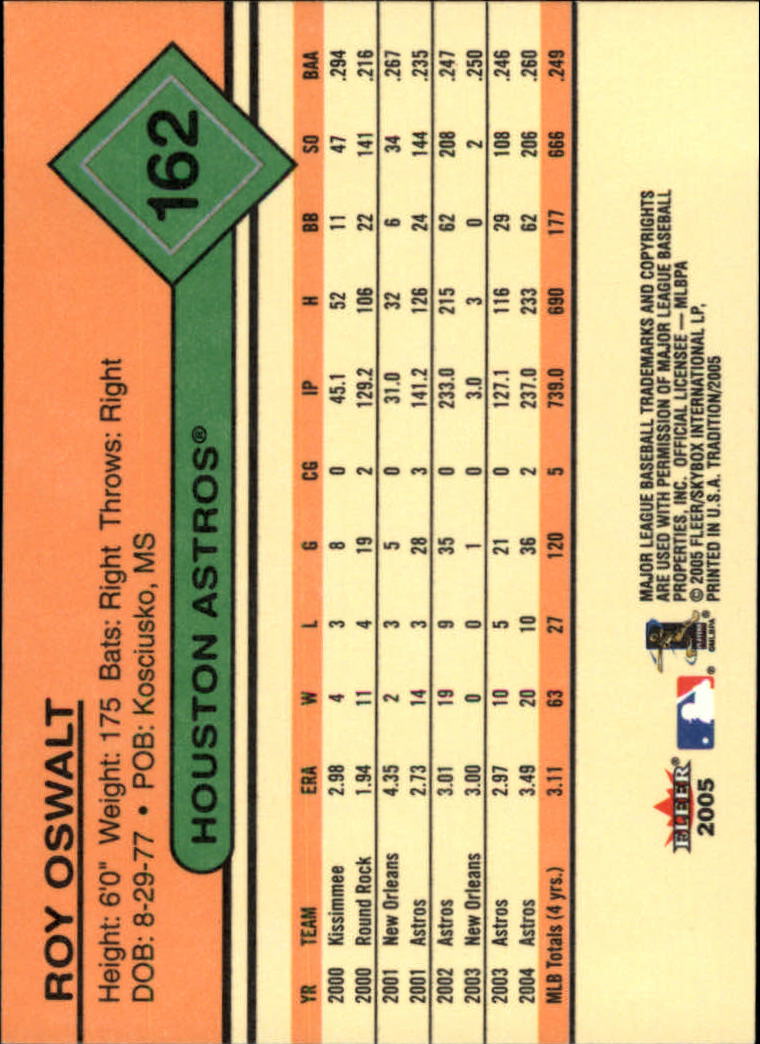 ROY OSWALT
Height: 6'0" Weight: 175 Bats: Right Throws: Right
DOB: 8-29-77 • POB: Kosciusko, MS
162
HOUSTON ASTROS®
YR TEAM ERA W L G CG IP H BB SO BAA
2000 Kissimmee 2.98 4 3 8 0 45.1 52 11 47 .294
2000 Round Rock 1.94 11 4 19 2 129.2 106 22 141 .216
2001 New Orleans 4.35 2 3 5 0 31.0 32 6 34 .267
2001 Astros 2.73 14 3 28 3 141.2 126 24 144 .235
2002 Astros 3.01 19 9 35 0 233.0 215 62 208 .247
2003 New Orleans 3.00 0 0 1 0 3.0 3 0 2 .250
2003 Astros 2.97 10 5 21 0 127.1 116 29 108 .246
2004 Astros 3.49 20 10 36 2 237.0 233 62 206 .260
MLB Totals (4 yrs.) 3.11 63 27 120 5 739.0 690 177 666 .249
FLEER®
2005
®
®
©MLBPA
MAJOR LEAGUE BASEBALL TRADEMARKS AND COPYRIGHTS
ARE USED WITH PERMISSION OF MAJOR LEAGUE BASEBALL
PROPERTIES, INC. OFFICIAL LICENSEE — MLBPA
© 2005 FLEER/SKYBOX INTERNATIONAL LP,
PRINTED IN U.S.A. TRADITION/2005